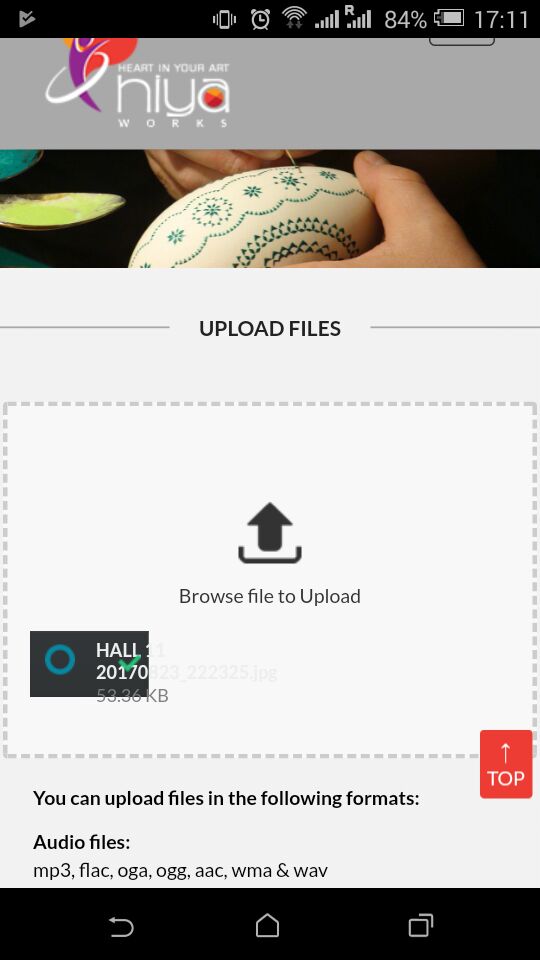 R
84%
17:11
HEART IN YOUR ART
hiya
WORKS
UPLOAD FILES
Browse file to Upload
HALL 11
20170823_222325.jpg
53.36 KB
↑
TOP
You can upload files in the following formats:
Audio files:
mp3, flac, oga, ogg, aac, wma & wav